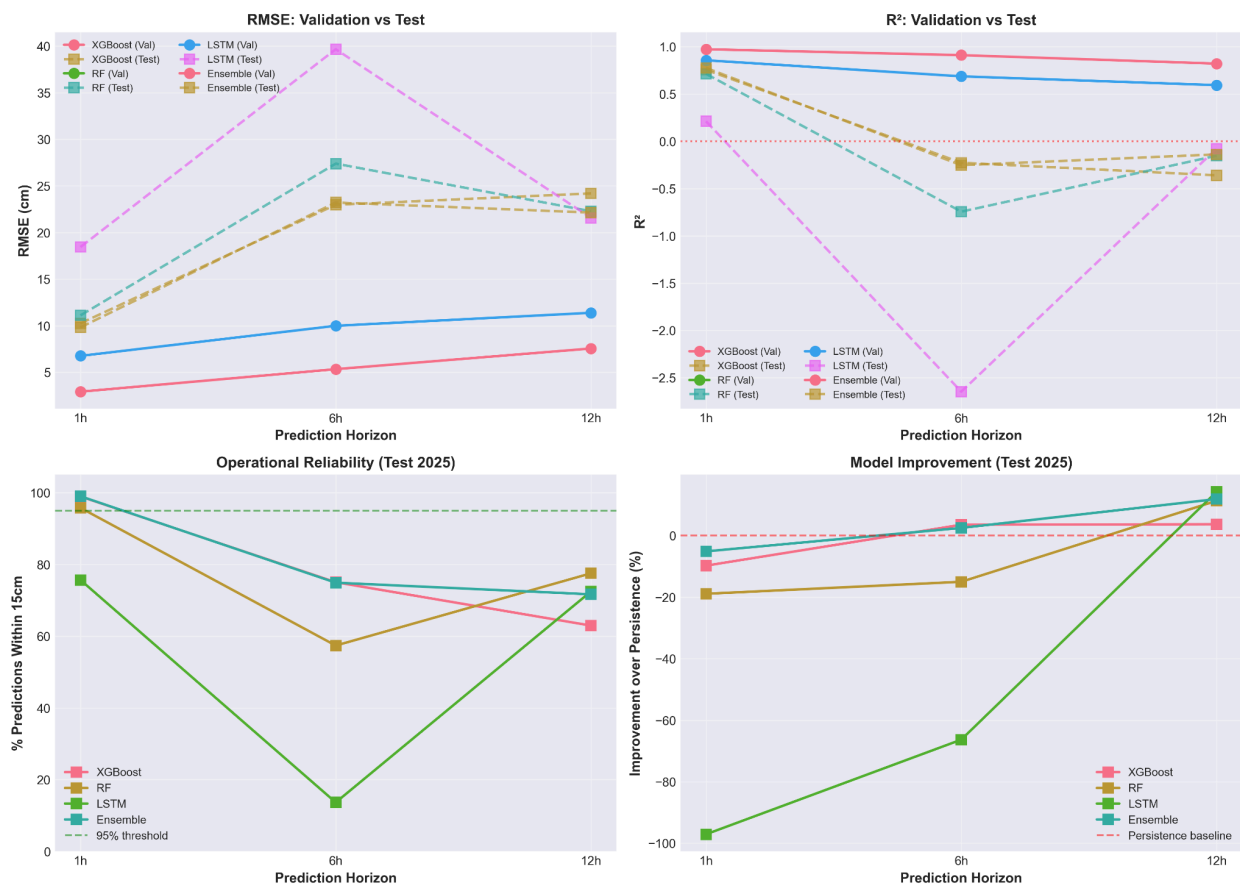 RMSE: Validation vs Test
XGBoost (Val)
XGBoost (Test)
RF (Val)
RF (Test)
LSTM (Val)
LSTM (Test)
Ensemble (Val)
Ensemble (Test)
40
35
30
25
20
15
10
5
RMSE (cm)
1h
6h
12h
Prediction Horizon
R²: Validation vs Test
1.0
0.5
0.0
−0.5
−1.0
−1.5
−2.0
−2.5
R²
XGBoost (Val)
XGBoost (Test)
RF (Val)
RF (Test)
LSTM (Val)
LSTM (Test)
Ensemble (Val)
Ensemble (Test)
1h
6h
12h
Prediction Horizon
Operational Reliability (Test 2025)
100
80
60
40
20
0
% Predictions Within 15cm
XGBoost
RF
LSTM
Ensemble
95% threshold
1h
6h
12h
Prediction Horizon
Model Improvement (Test 2025)
0
−20
−40
−60
−80
−100
Improvement over Persistence (%)
XGBoost
RF
LSTM
Ensemble
Persistence baseline
1h
6h
12h
Prediction Horizon